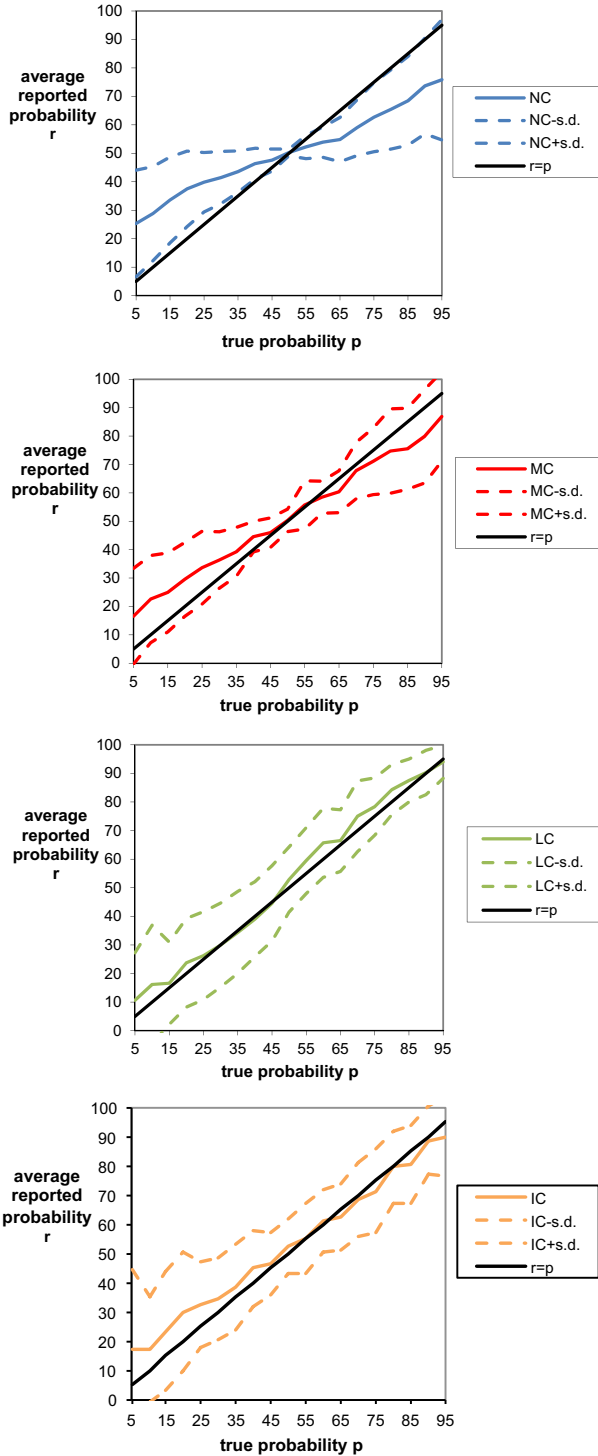 100
90
80
70
60
50
40
30
20
10
0
average
reported
probability
r
5 15 25 35 45 55 65 75 85 95
true probability p
NC
NC-s.d.
NC+s.d.
r=p
100
90
80
70
60
50
40
30
20
10
0
average
reported
probability
r
5 15 25 35 45 55 65 75 85 95
true probability p
MC
MC-s.d.
MC+s.d.
r=p
100
90
80
70
60
50
40
30
20
10
0
average
reported
probability
r
5 15 25 35 45 55 65 75 85 95
true probability p
LC
LC-s.d.
LC+s.d.
r=p
100
90
80
70
60
50
40
30
20
10
0
average
reported
probability
r
5 15 25 35 45 55 65 75 85 95
true probability p
IC
IC-s.d.
IC+s.d.
r=p